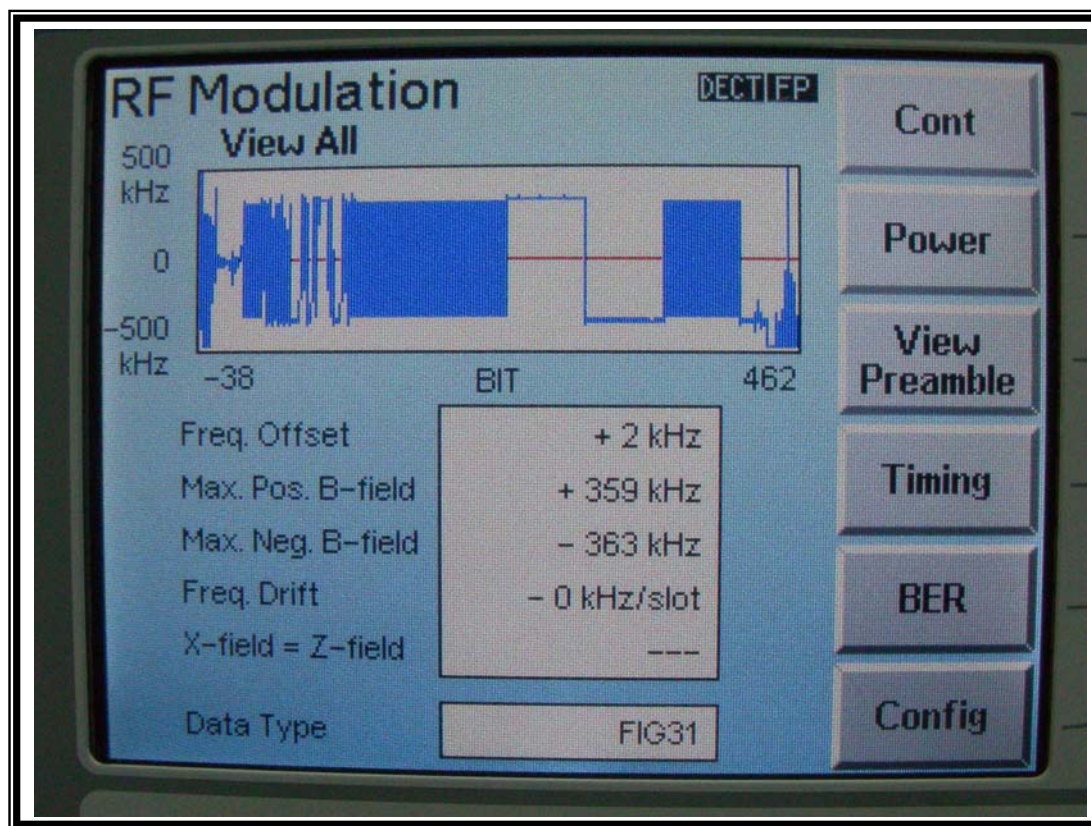 RF Modulation DECT FP
View All
500
kHz
0
-500
kHz
-38 BIT 462
Freq. Offset + 2 kHz
Max. Pos. B-field + 359 kHz
Max. Neg. B-field - 363 kHz
Freq. Drift - 0 kHz/slot
X-field = Z-field ---
Data Type FIG31
Cont
Power
View
Preamble
Timing
BER
Config